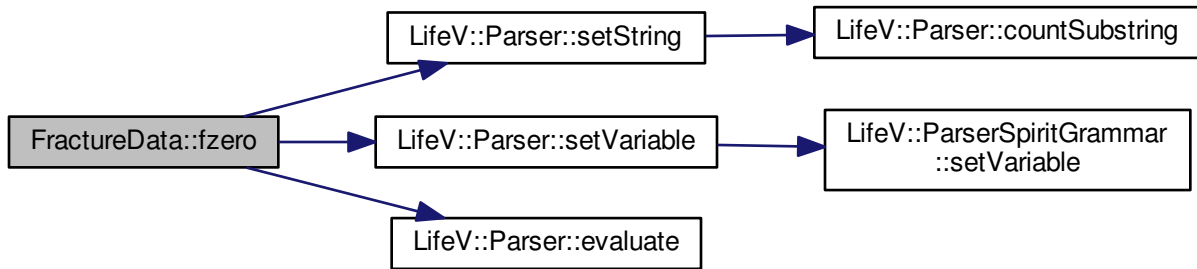 LifeV::Parser::setString
LifeV::Parser::countSubstring
FractureData::fzero
LifeV::Parser::setVariable
LifeV::ParserSpiritGrammar
::setVariable
LifeV::Parser::evaluate